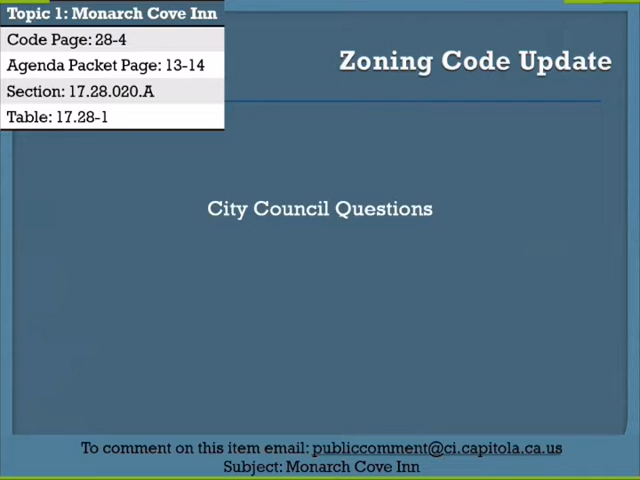 Topic 1: Monarch Cove Inn
Code Page: 28-4
Agenda Packet Page: 13-14
Section: 17.28.020.A
Table: 17.28-1
Zoning Code Update
City Council Questions
To comment on this item email: publiccomment@ci.capitola.ca.us
Subject: Monarch Cove Inn